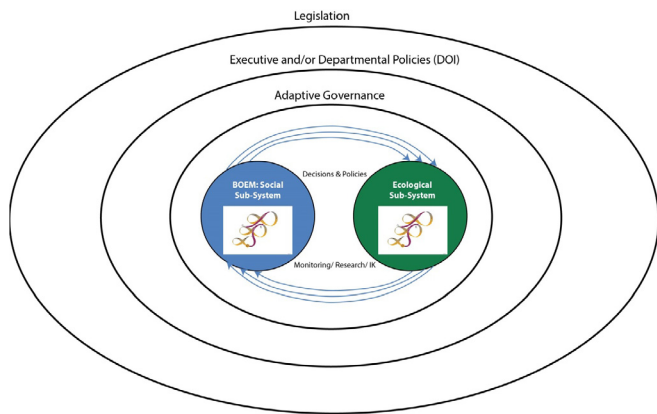 Legislation
Executive and/or Departmental Policies (DOI)
Adaptive Governance
Decisions & Policies
BOEM: Social
Sub-System
Ecological
Sub-System
Monitoring/ Research/ IK